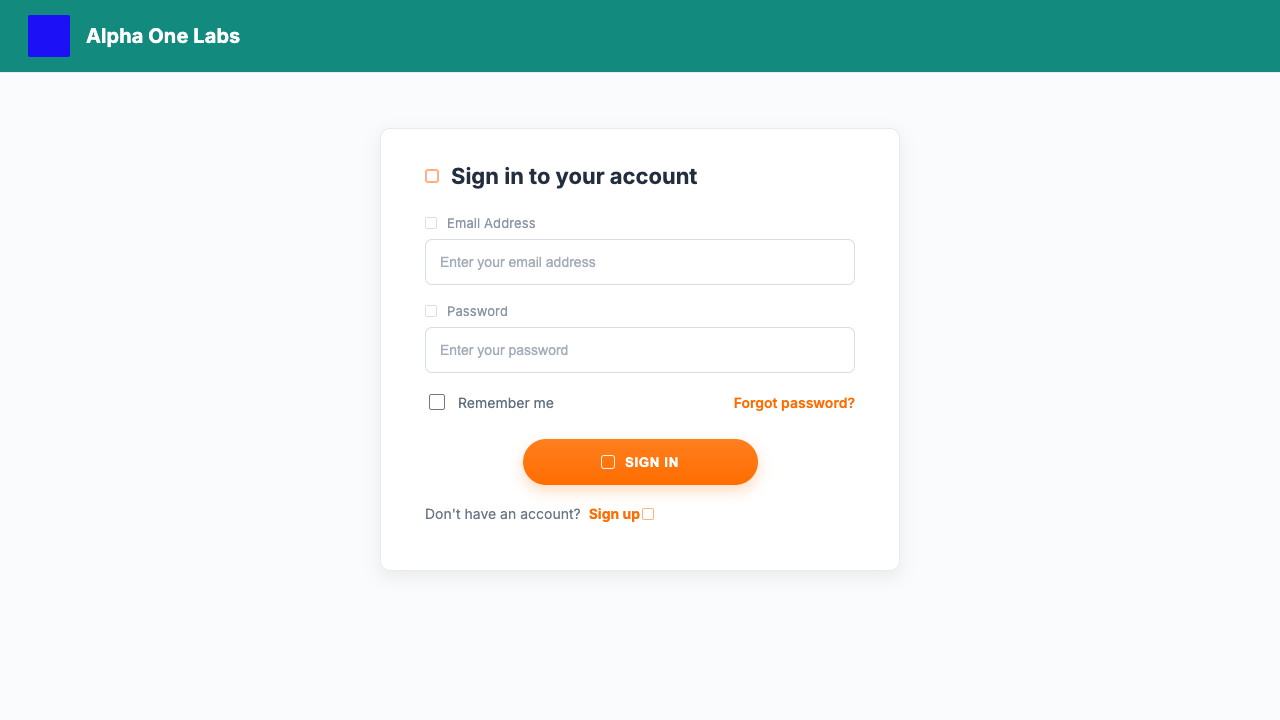 Alpha One Labs
Sign in to your account
Email Address
Enter your email address
Password
Enter your password
Remember me
Forgot password?
SIGN IN
Don't have an account? Sign up